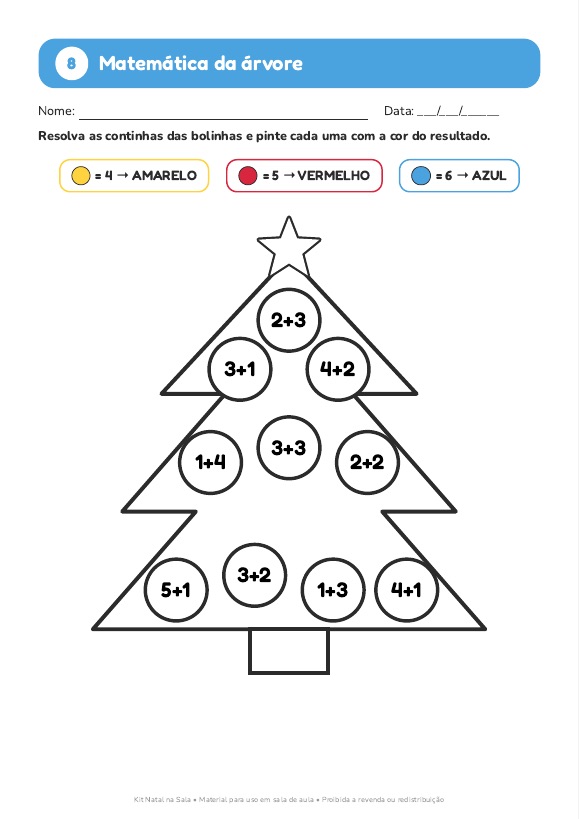 8 Matemática da árvore
Nome: Data: ___/___/_____
Resolva as continhas das bolinhas e pinte cada uma com a cor do resultado.
= 4 → AMARELO = 5 → VERMELHO = 6 → AZUL
2+3
3+1 4+2
1+4 3+3 2+2
5+1 3+2 1+3 4+1
Kit Natal na Sala • Material para uso em sala de aula • Proibida a revenda ou redistribuição